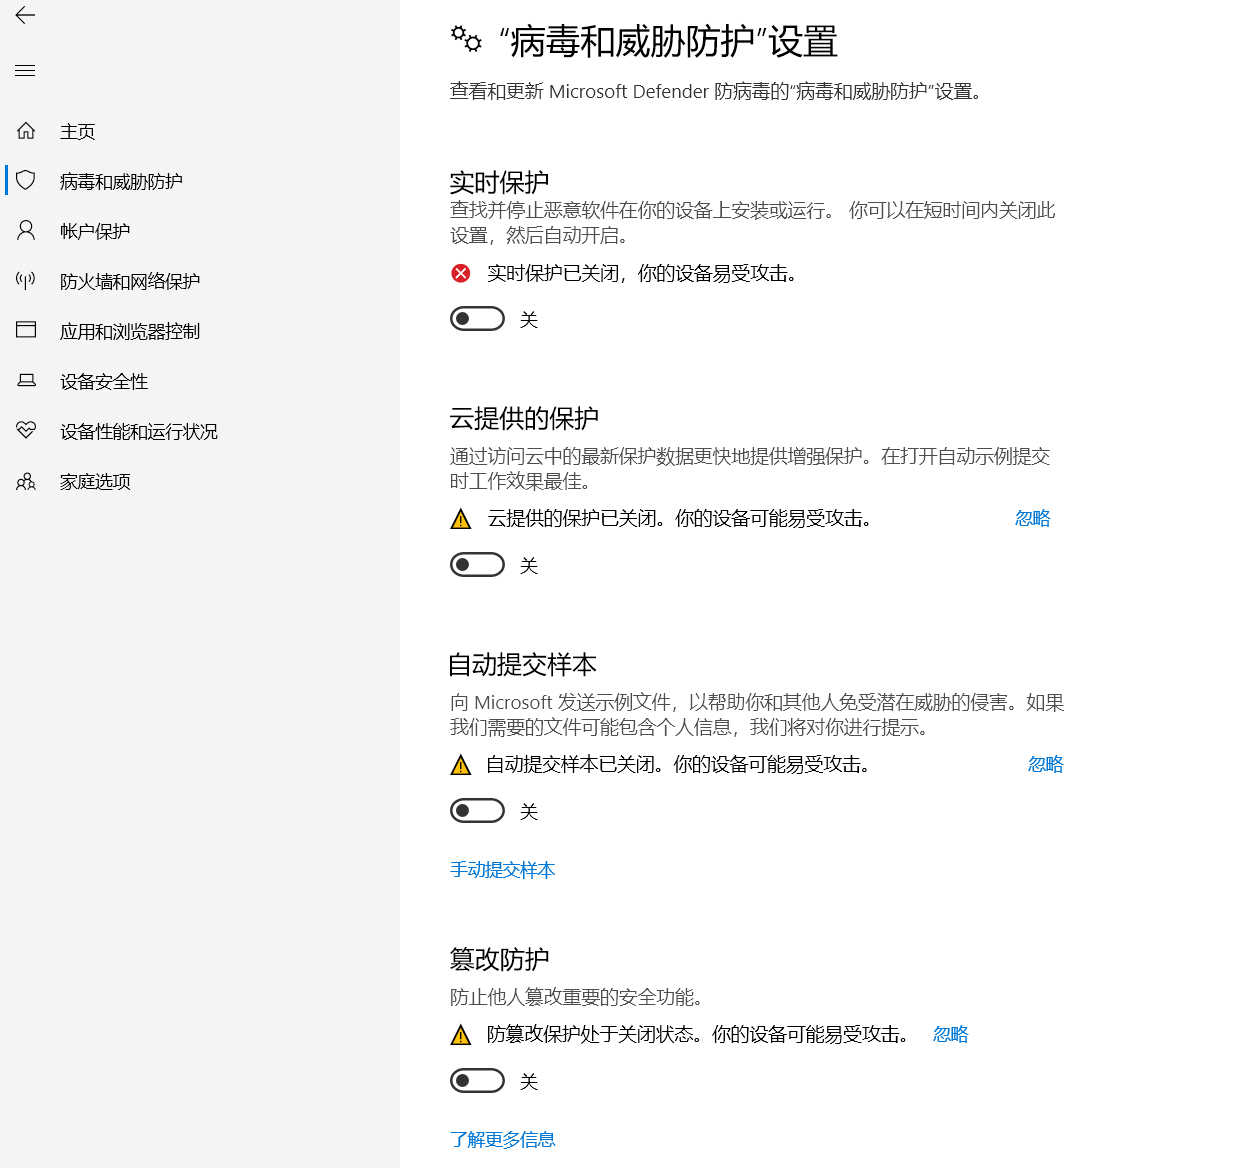 主页
病毒和威胁防护
帐户保护
防火墙和网络保护
应用和浏览器控制
设备安全性
设备性能和运行状况
家庭选项
“病毒和威胁防护”设置
查看和更新 Microsoft Defender 防病毒的“病毒和威胁防护”设置。
实时保护
查找并停止恶意软件在你的设备上安装或运行。 你可以在短时间内关闭此
设置，然后自动开启。
实时保护已关闭，你的设备易受攻击。
关
云提供的保护
通过访问云中的最新保护数据更快地提供增强保护。在打开自动示例提交
时工作效果最佳。
云提供的保护已关闭。你的设备可能易受攻击。 忽略
关
自动提交样本
向 Microsoft 发送示例文件，以帮助你和其他人免受潜在威胁的侵害。如果
我们需要的文件可能包含个人信息，我们将对你进行提示。
自动提交样本已关闭。你的设备可能易受攻击。 忽略
关
手动提交样本
篡改防护
防止他人篡改重要的安全功能。
防篡改保护处于关闭状态。你的设备可能易受攻击。 忽略
关
了解更多信息